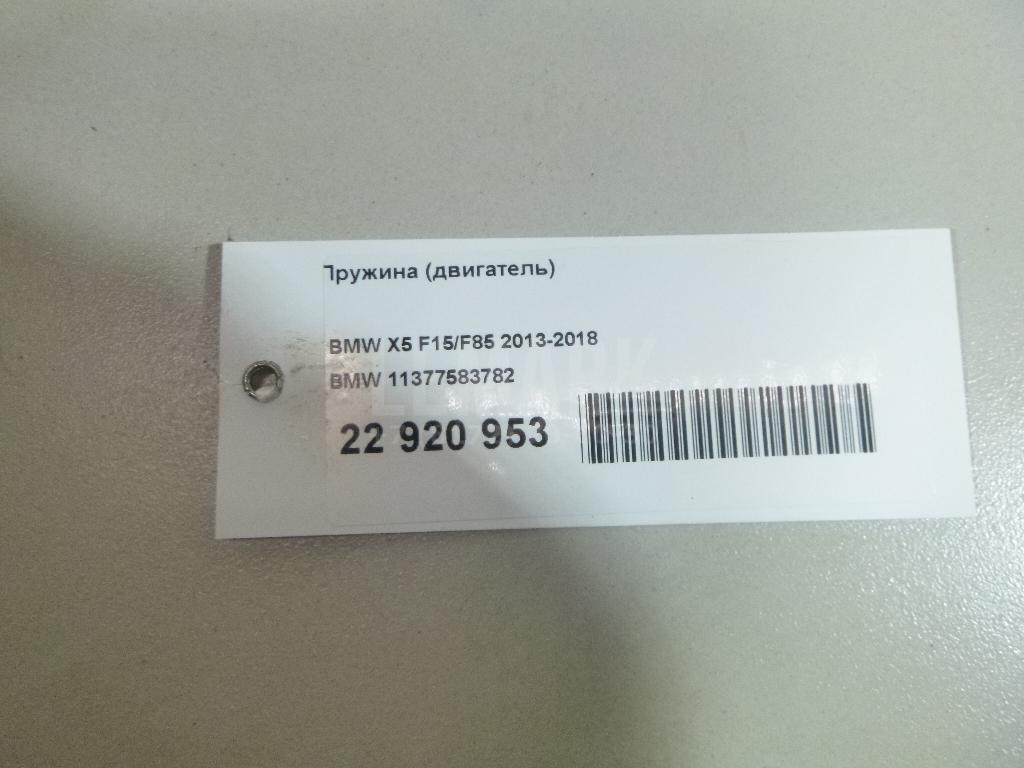 Пружина (двигатель)
BMW X5 F15/F85 2013-2018
BMW 11377583782
22 920 953